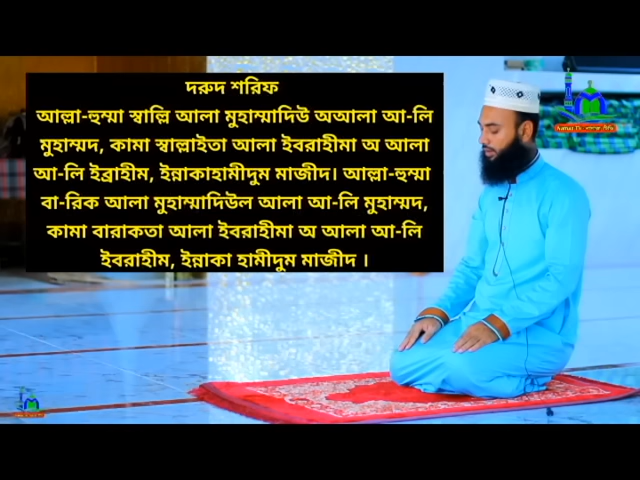 দরুদ শরিফ
আল্লা-হুম্মা স্বাল্লি আলা মুহাম্মাদিউ অআলা আ-লি
মুহাম্মদ, কামা স্বাল্লাইতা আলা ইবরাহীমা অ আলা
আ-লি ইব্রাহীম, ইন্নাকাহামীদুম মাজীদ। আল্লা-হুম্মা
বা-রিক আলা মুহাম্মাদিউল আলা আ-লি মুহাম্মদ,
কামা বারাকতা আলা ইবরাহীমা অ আলা আ-লি
ইবরাহীম, ইন্নাকা হামীদুম মাজীদ ।